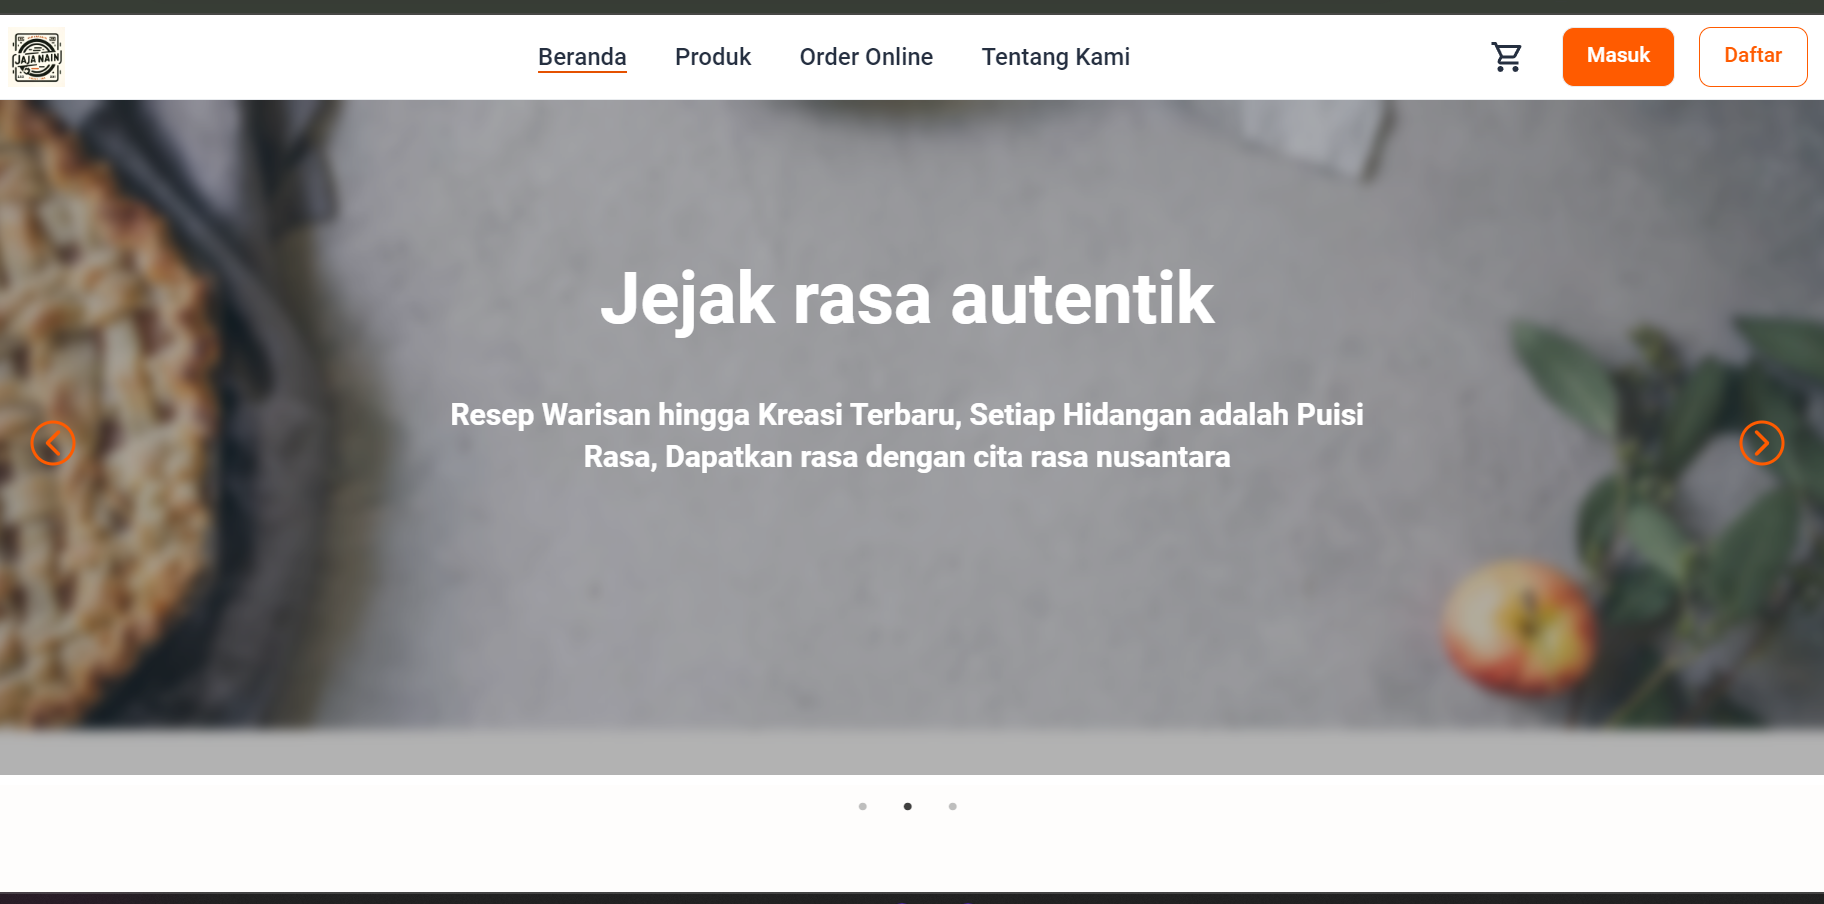 JAJA NAIN
Beranda
Produk
Order Online
Tentang Kami
Masuk
Daftar
Jejak rasa autentik
Resep Warisan hingga Kreasi Terbaru, Setiap Hidangan adalah Puisi
Rasa, Dapatkan rasa dengan cita rasa nusantara